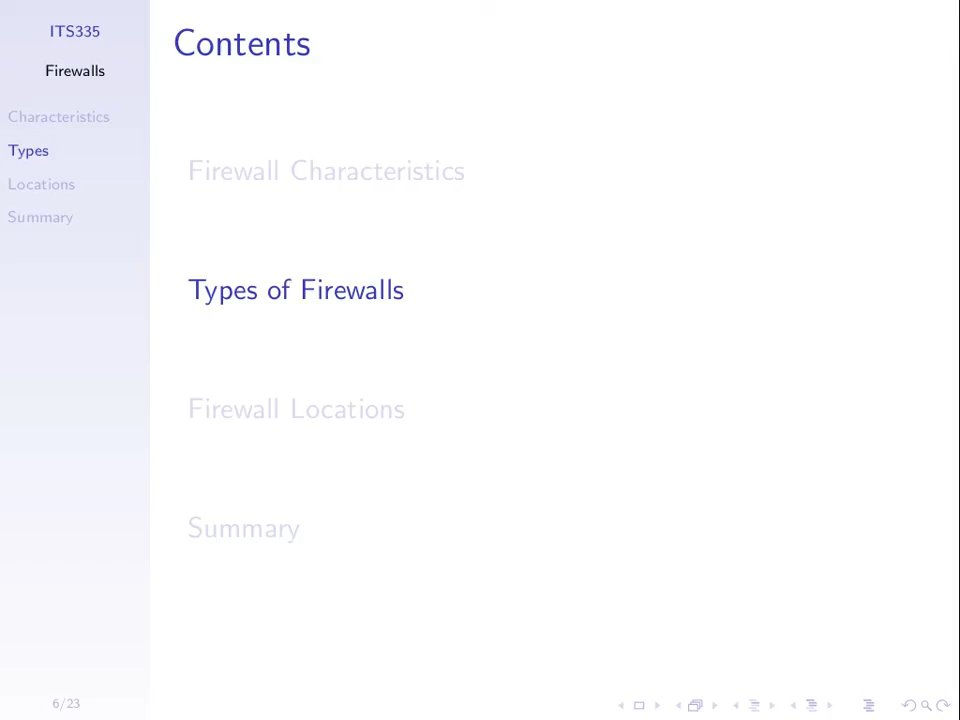 ITS335
Firewalls
Characteristics
Types
Locations
Summary
Contents
Firewall Characteristics
Types of Firewalls
Firewall Locations
Summary
6/23